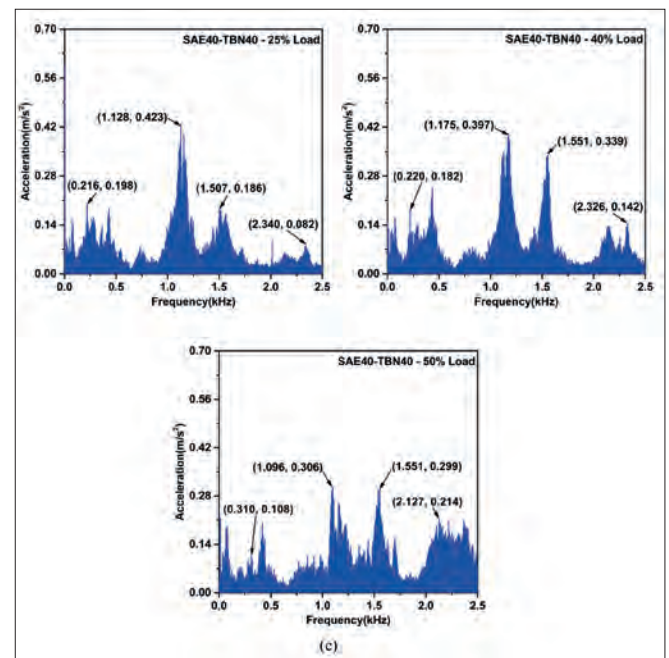 SAE40-TBN40 - 25% Load
Acceleration(m/s²)
0.70
0.56
0.42
0.28
0.14
0.00
(1.128, 0.423)
(0.216, 0.198)
(1.507, 0.186)
(2.340, 0.082)
0.0 0.5 1.0 1.5 2.0 2.5
Frequency(kHz)
SAE40-TBN40 - 40% Load
Acceleration(m/s²)
0.70
0.56
0.42
0.28
0.14
0.00
(1.175, 0.397)
(1.551, 0.339)
(0.220, 0.182)
(2.326, 0.142)
0.0 0.5 1.0 1.5 2.0 2.5
Frequency(kHz)
SAE40-TBN40 - 50% Load
Acceleration(m/s²)
0.70
0.56
0.42
0.28
0.14
0.00
(1.096, 0.306)
(1.551, 0.299)
(0.310, 0.108)
(2.127, 0.214)
0.0 0.5 1.0 1.5 2.0 2.5
Frequency(kHz)
(c)